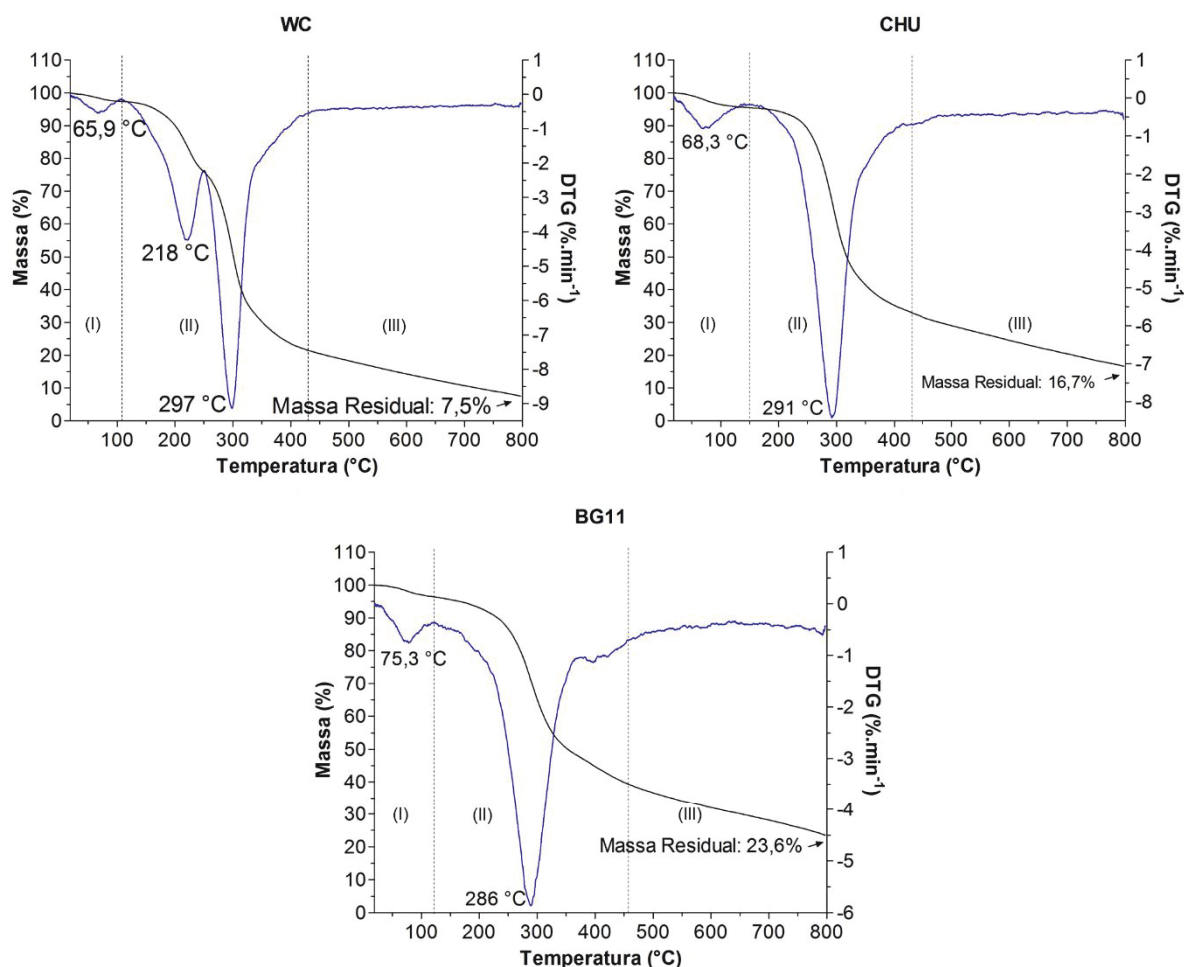 WC
110
100
90
80
70
60
50
40
30
20
10
0
Massa (%)
1
0
-1
-2
-3
-4
-5
-6
-7
-8
-9
DTG (%.min-1)
65,9 °C
218 °C
297 °C
(I)
(II)
(III)
Massa Residual: 7,5%
100 200 300 400 500 600 700 800
Temperatura (°C)
CHU
110
100
90
80
70
60
50
40
30
20
10
0
Massa (%)
1
0
-1
-2
-3
-4
-5
-6
-7
-8
DTG (%.min-1)
68,3 °C
291 °C
(I)
(II)
(III)
Massa Residual: 16,7%
100 200 300 400 500 600 700 800
Temperatura (°C)
BG11
110
100
90
80
70
60
50
40
30
20
10
0
Massa (%)
1
0
-1
-2
-3
-4
-5
-6
DTG (%.min-1)
75,3 °C
286 °C
(I)
(II)
(III)
Massa Residual: 23,6%
100 200 300 400 500 600 700 800
Temperatura (°C)